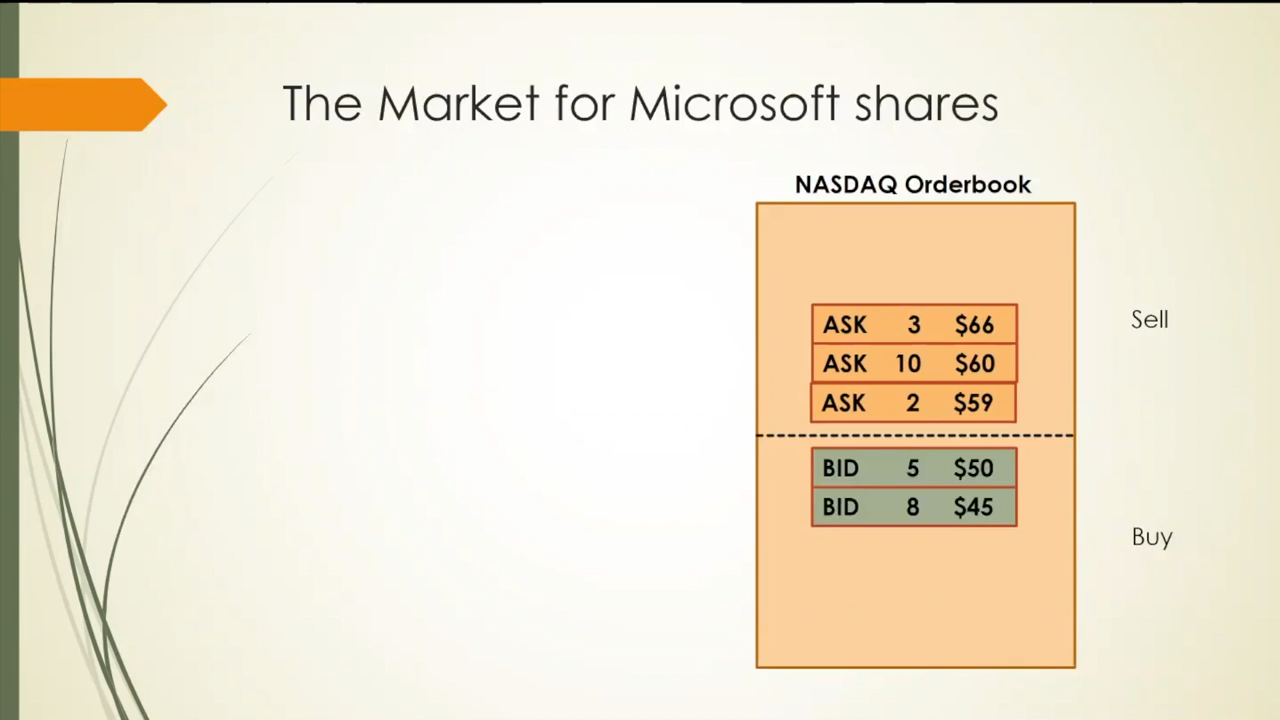 The Market for Microsoft shares
NASDAQ Orderbook
ASK 3 $66
Sell
ASK 10 $60
ASK 2 $59
BID 5 $50
BID 8 $45
Buy